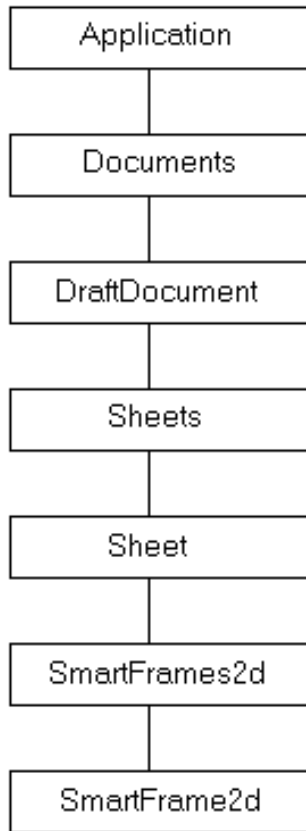 Application
Documents
DraftDocument
Sheets
Sheet
SmartFrames2d
SmartFrame2d